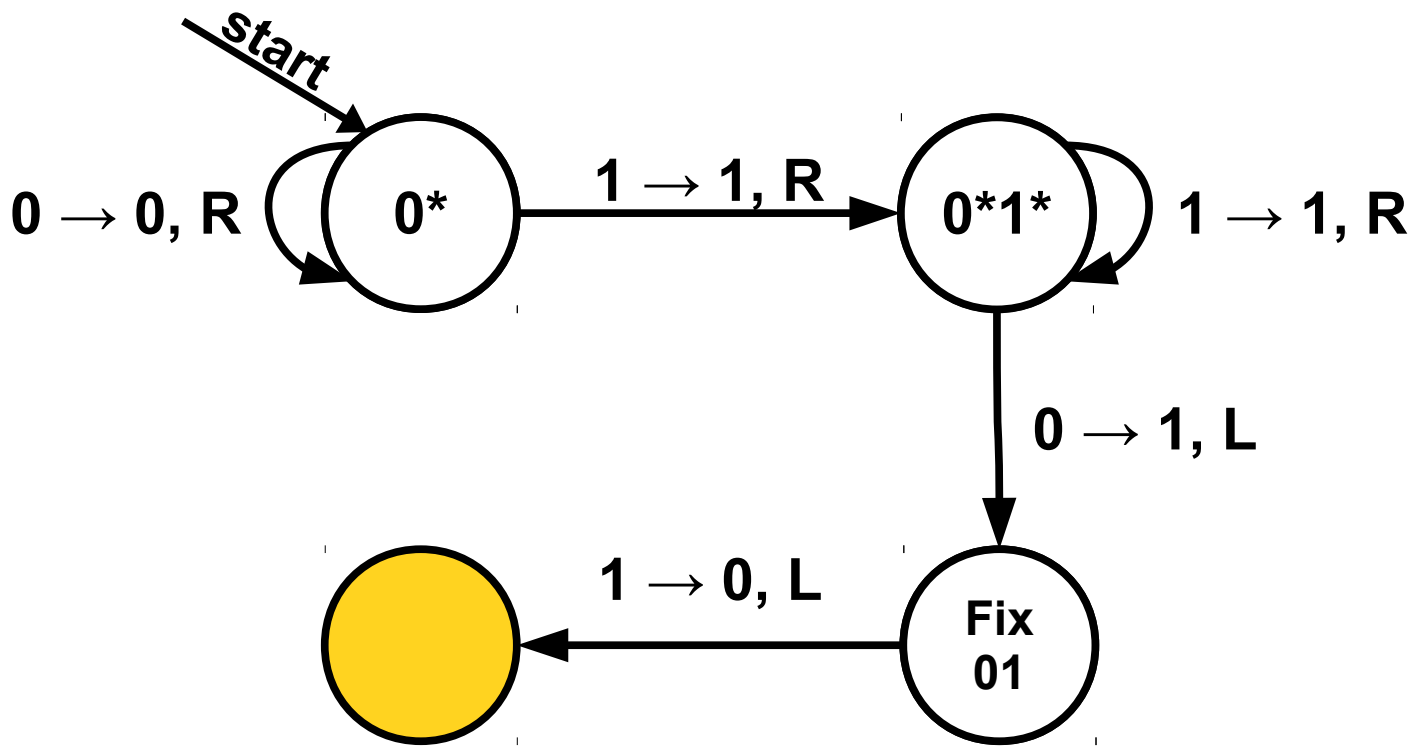 start
0 → 0, R
0*
1 → 1, R
0*1*
1 → 1, R
0 → 1, L
1 → 0, L
Fix
01